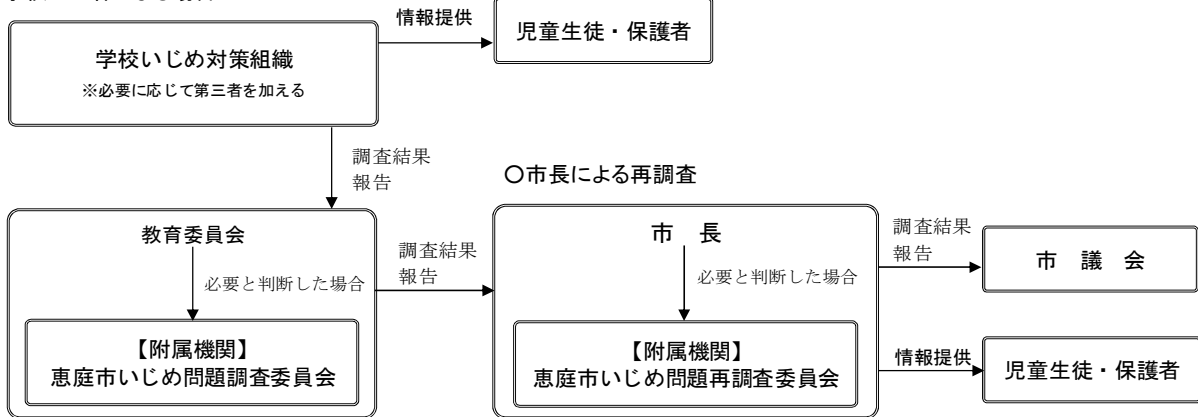 情報提供
児童生徒・保護者
学校いじめ対策組織
※必要に応じて第三者を加える
調査結果
報告
〇市長による再調査
教育委員会
必要と判断した場合
【附属機関】
恵庭市いじめ問題調査委員会
調査結果
報告
市 長
必要と判断した場合
【附属機関】
恵庭市いじめ問題再調査委員会
調査結果
報告
市 議 会
情報提供
児童生徒・保護者